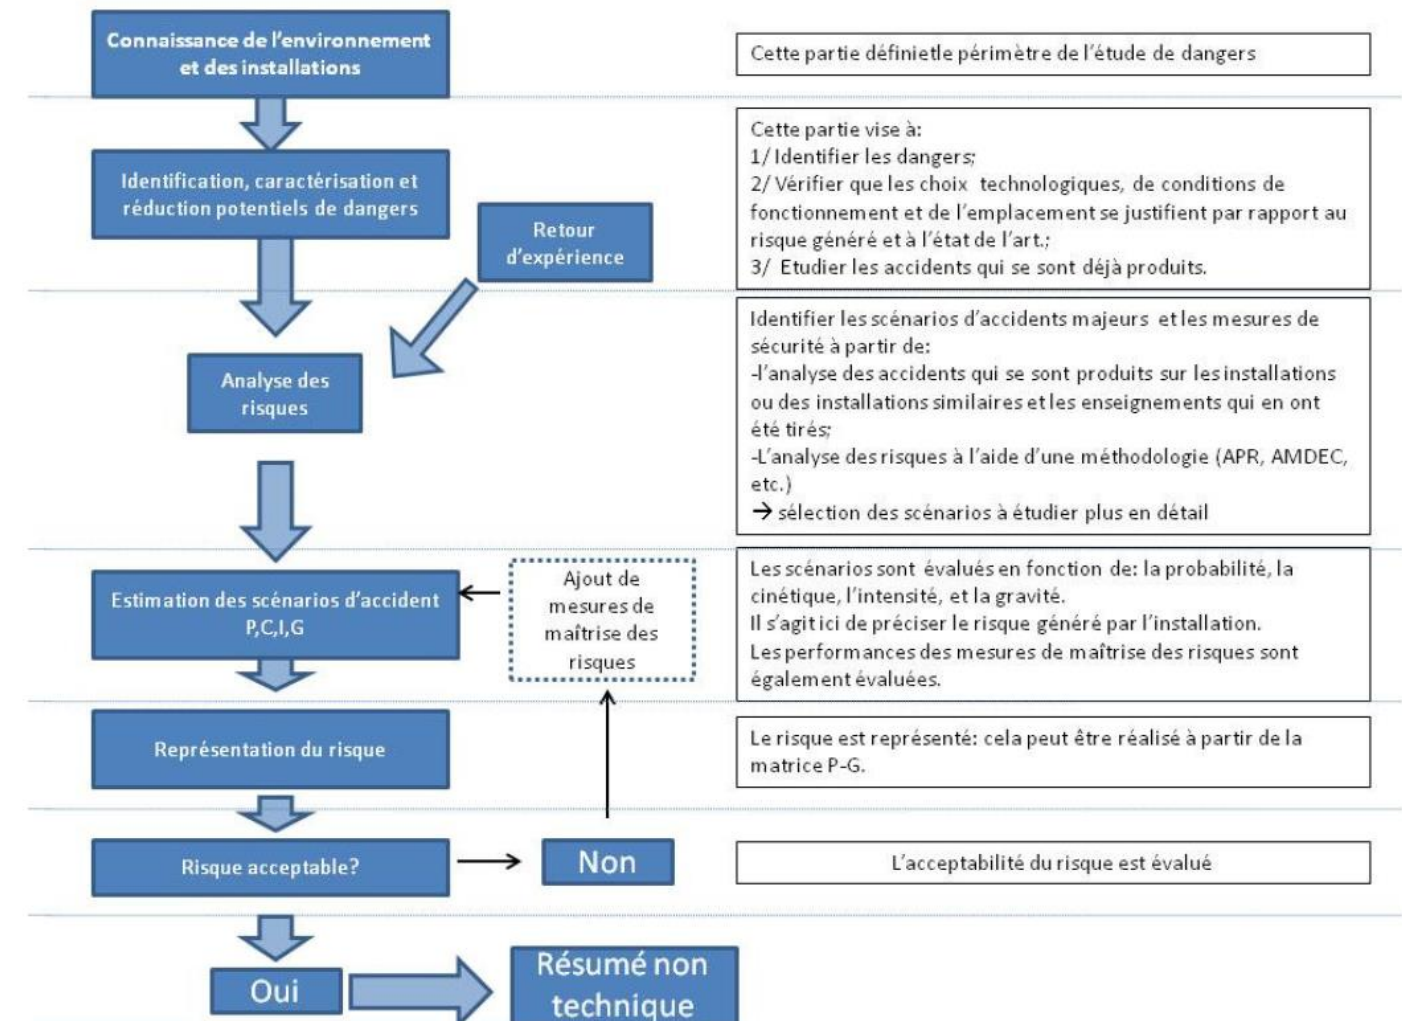 Connaissance de l'environnement
et des installations
Cette partie définietle périmètre de l'étude de dangers
Identification, caractérisation et
réduction potentiels de dangers
Cette partie vise à:
1/ Identifier les dangers;
2/ Vérifier que les choix technologiques, de conditions de
fonctionnement et de l'emplacement se justifient par rapport au
risque généré et à l'état de l'art.;
3/ Etudier les accidents qui se sont déjà produits.
Retour
d'expérience
Analyse des
risques
Identifier les scénarios d'accidents majeurs et les mesures de
sécurité à partir de:
-l'analyse des accidents qui se sont produits sur les installations
ou des installations similaires et les enseignements qui en ont
été tirés;
-L'analyse des risques à l'aide d'une méthodologie (APR, AMDEC,
etc.)
→ sélection des scénarios à étudier plus en détail
Estimation des scénarios d'accident
P,C,I,G
Ajout de
mesures de
maîtrise des
risques
Les scénarios sont évalués en fonction de: la probabilité, la
cinétique, l'intensité, et la gravité.
Il s'agit ici de préciser le risque généré par l'installation.
Les performances des mesures de maîtrise des risques sont
également évaluées.
Représentation du risque
Le risque est représenté: cela peut être réalisé à partir de la
matrice P-G.
Risque acceptable?
Non
L'acceptabilité du risque est évalué
Oui
Résumé non
technique